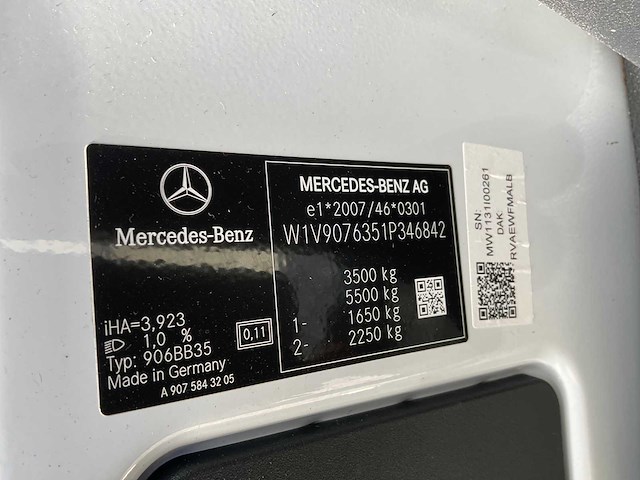 Mercedes-Benz
iHA=3,923
1,0 %
Typ: 906BB35
Made in Germany
0,11
A 907 584 32 05
MERCEDES-BENZ AG
e1*2007/46*0301
W1V9076351P346842
3500 kg
5500 kg
1- 1650 kg
2- 2250 kg
SN:
MW1131I00261
DAK
RVAEWFMALB